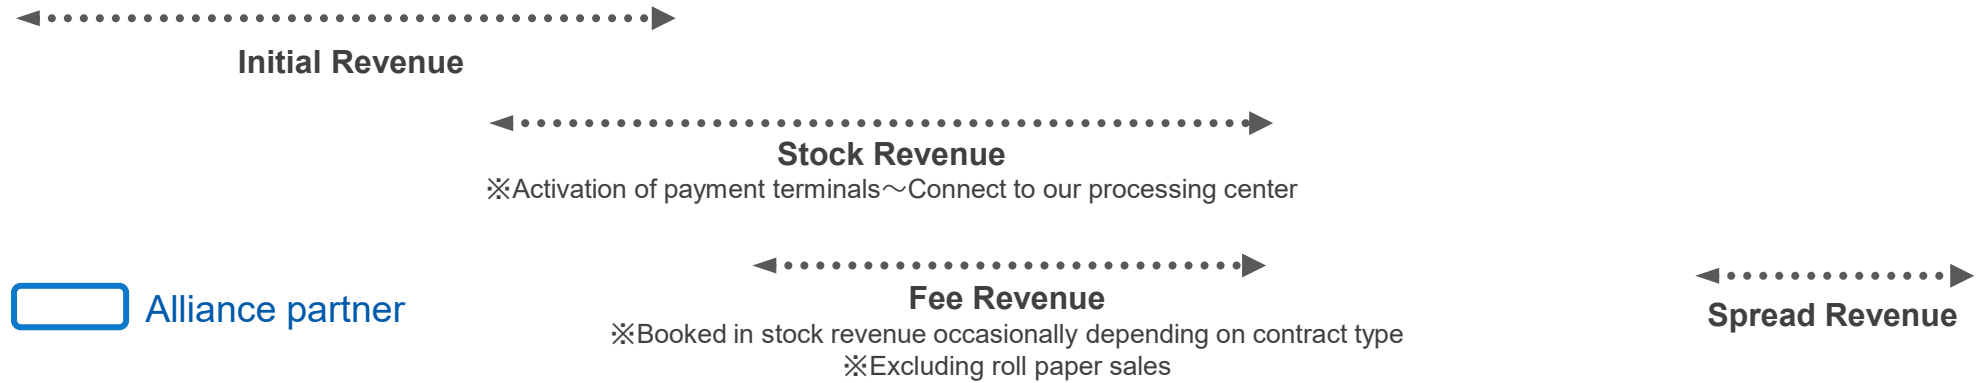 Initial Revenue
Stock Revenue
※Activation of payment terminals～Connect to our processing center
Alliance partner
Fee Revenue
※Booked in stock revenue occasionally depending on contract type
※Excluding roll paper sales
Spread Revenue